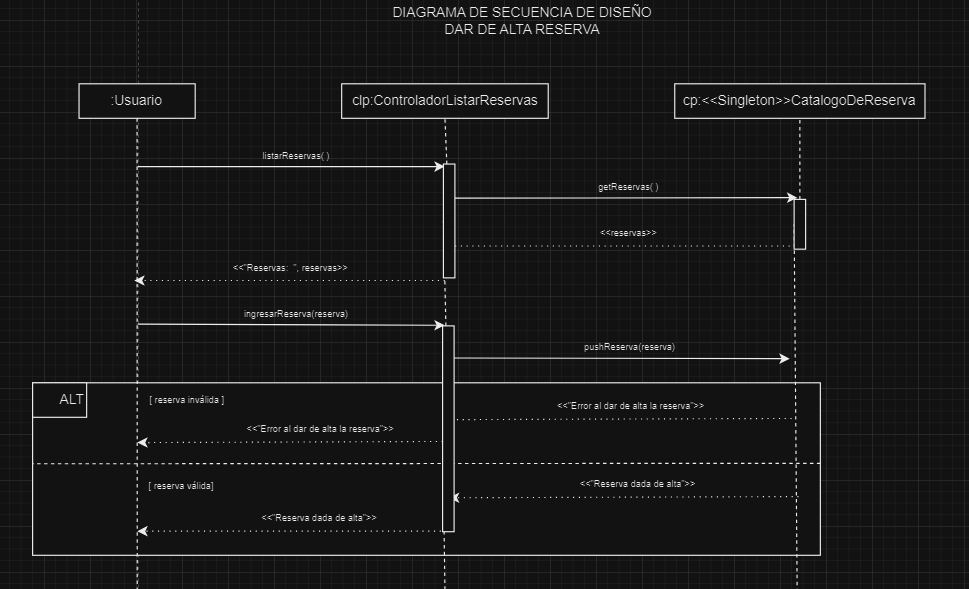 DIAGRAMA DE SECUENCIA DE DISEÑO
DAR DE ALTA RESERVA
:Usuario
clp:ControladorListarReservas
cp:<<Singleton>>CatalogoDeReserva
listarReservas( )
getReservas( )
<<reservas>>
<<"Reservas:  ", reservas>>
ingresarReserva(reserva)
pushReserva(reserva)
ALT
[ reserva inválida ]
<<"Error al dar de alta la reserva">>
<<"Error al dar de alta la reserva">>
[ reserva válida]
<<"Reserva dada de alta">>
<<"Reserva dada de alta">>